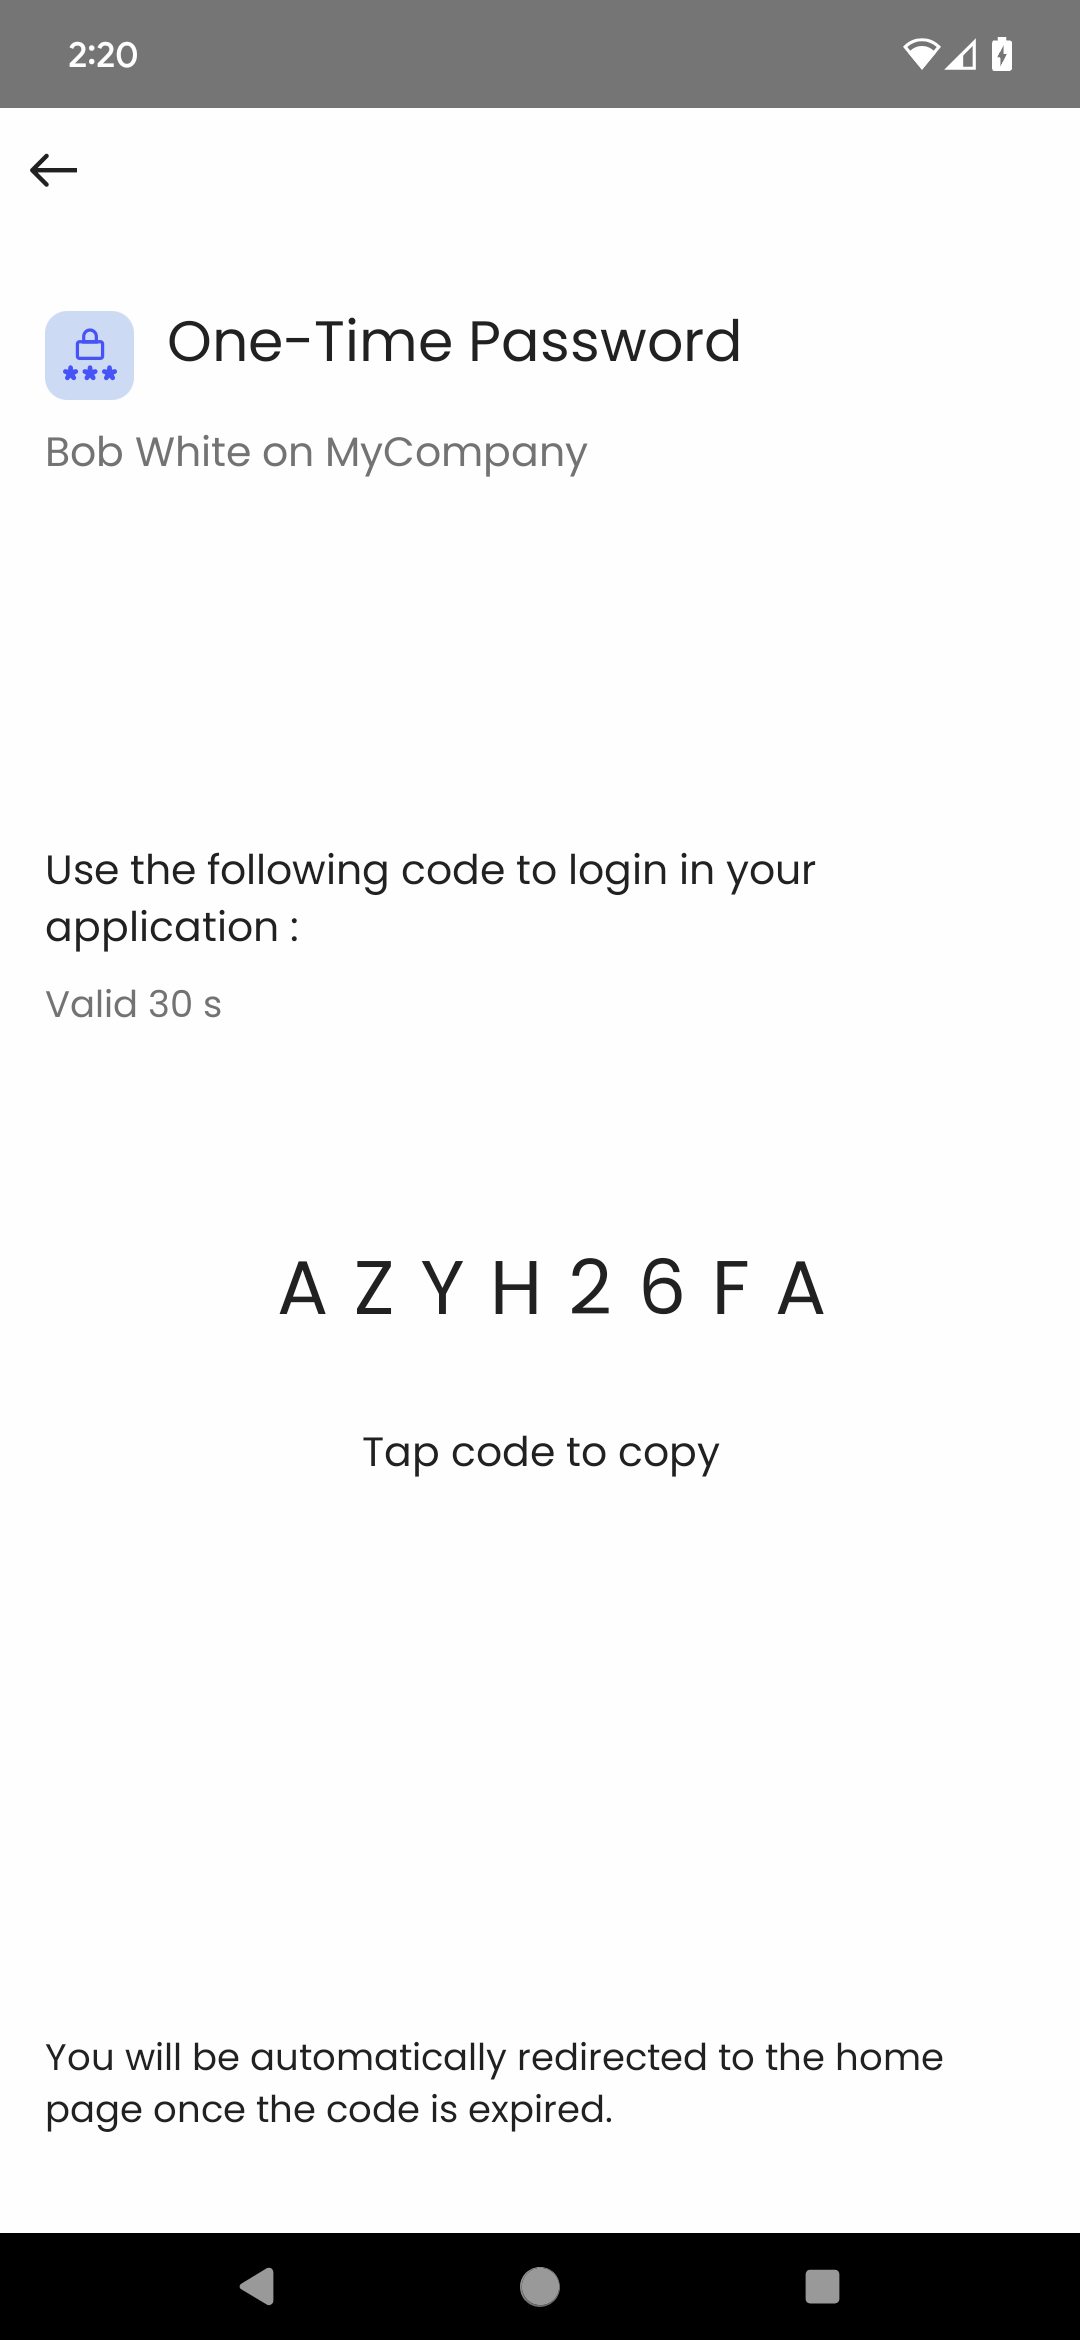 2:20
One-Time Password
Bob White on MyCompany
Use the following code to login in your
application :
Valid 30 s
A Z Y H 2 6 F A
Tap code to copy
You will be automatically redirected to the home
page once the code is expired.